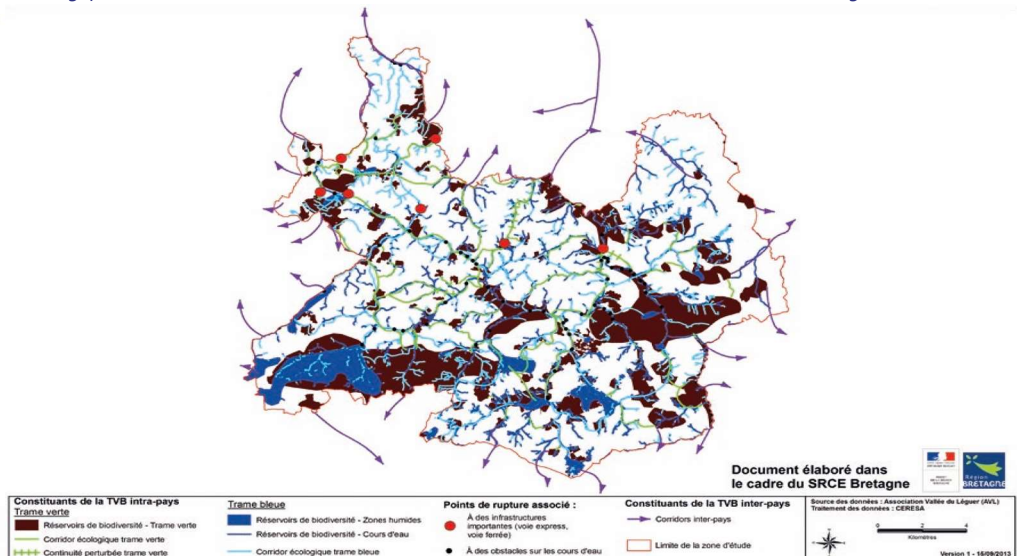 Document élaboré dans
le cadre du SRCE Bretagne
Région
BRETAGNE
Constituants de la TVB intra-pays
Trame verte
Réservoirs de biodiversité - Trame verte
Corridor écologique trame verte
Continuité perturbée trame verte
Trame bleue
Réservoirs de biodiversité - Zones humides
Réservoirs de biodiversité - Cours d'eau
Corridor écologique trame bleue
Points de rupture associé :
À des infrastructures
importantes (voie express,
voie ferrée)
À des obstacles sur les cours d'eau
Constituants de la TVB inter-pays
Corridors inter-pays
Limite de la zone d'étude
Source des données : Association Vallée du Léguer (AVL)
Traitement des données : CERESA
0 2 4
Kilomètres
Version 1 - 16/09/2013